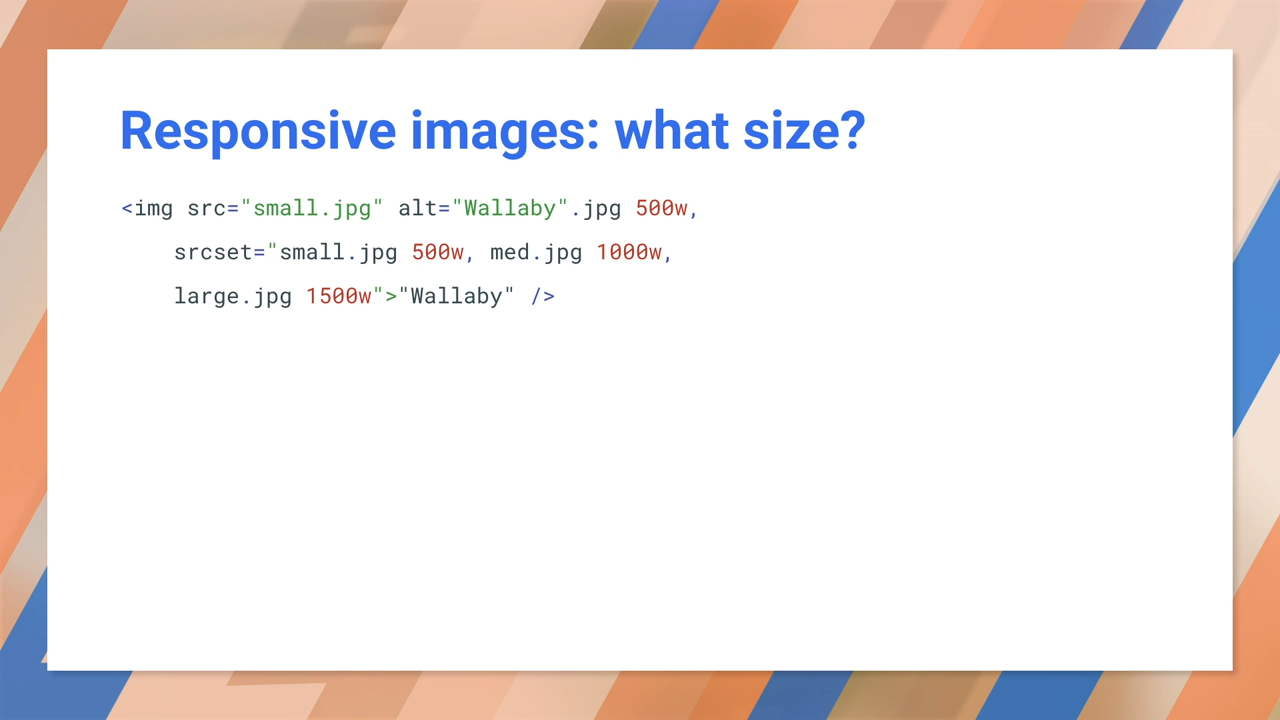 Responsive images: what size?
<img src="small.jpg" alt="Wallaby".jpg 500w,
srcset="small.jpg 500w, med.jpg 1000w,
large.jpg 1500w">"Wallaby" />